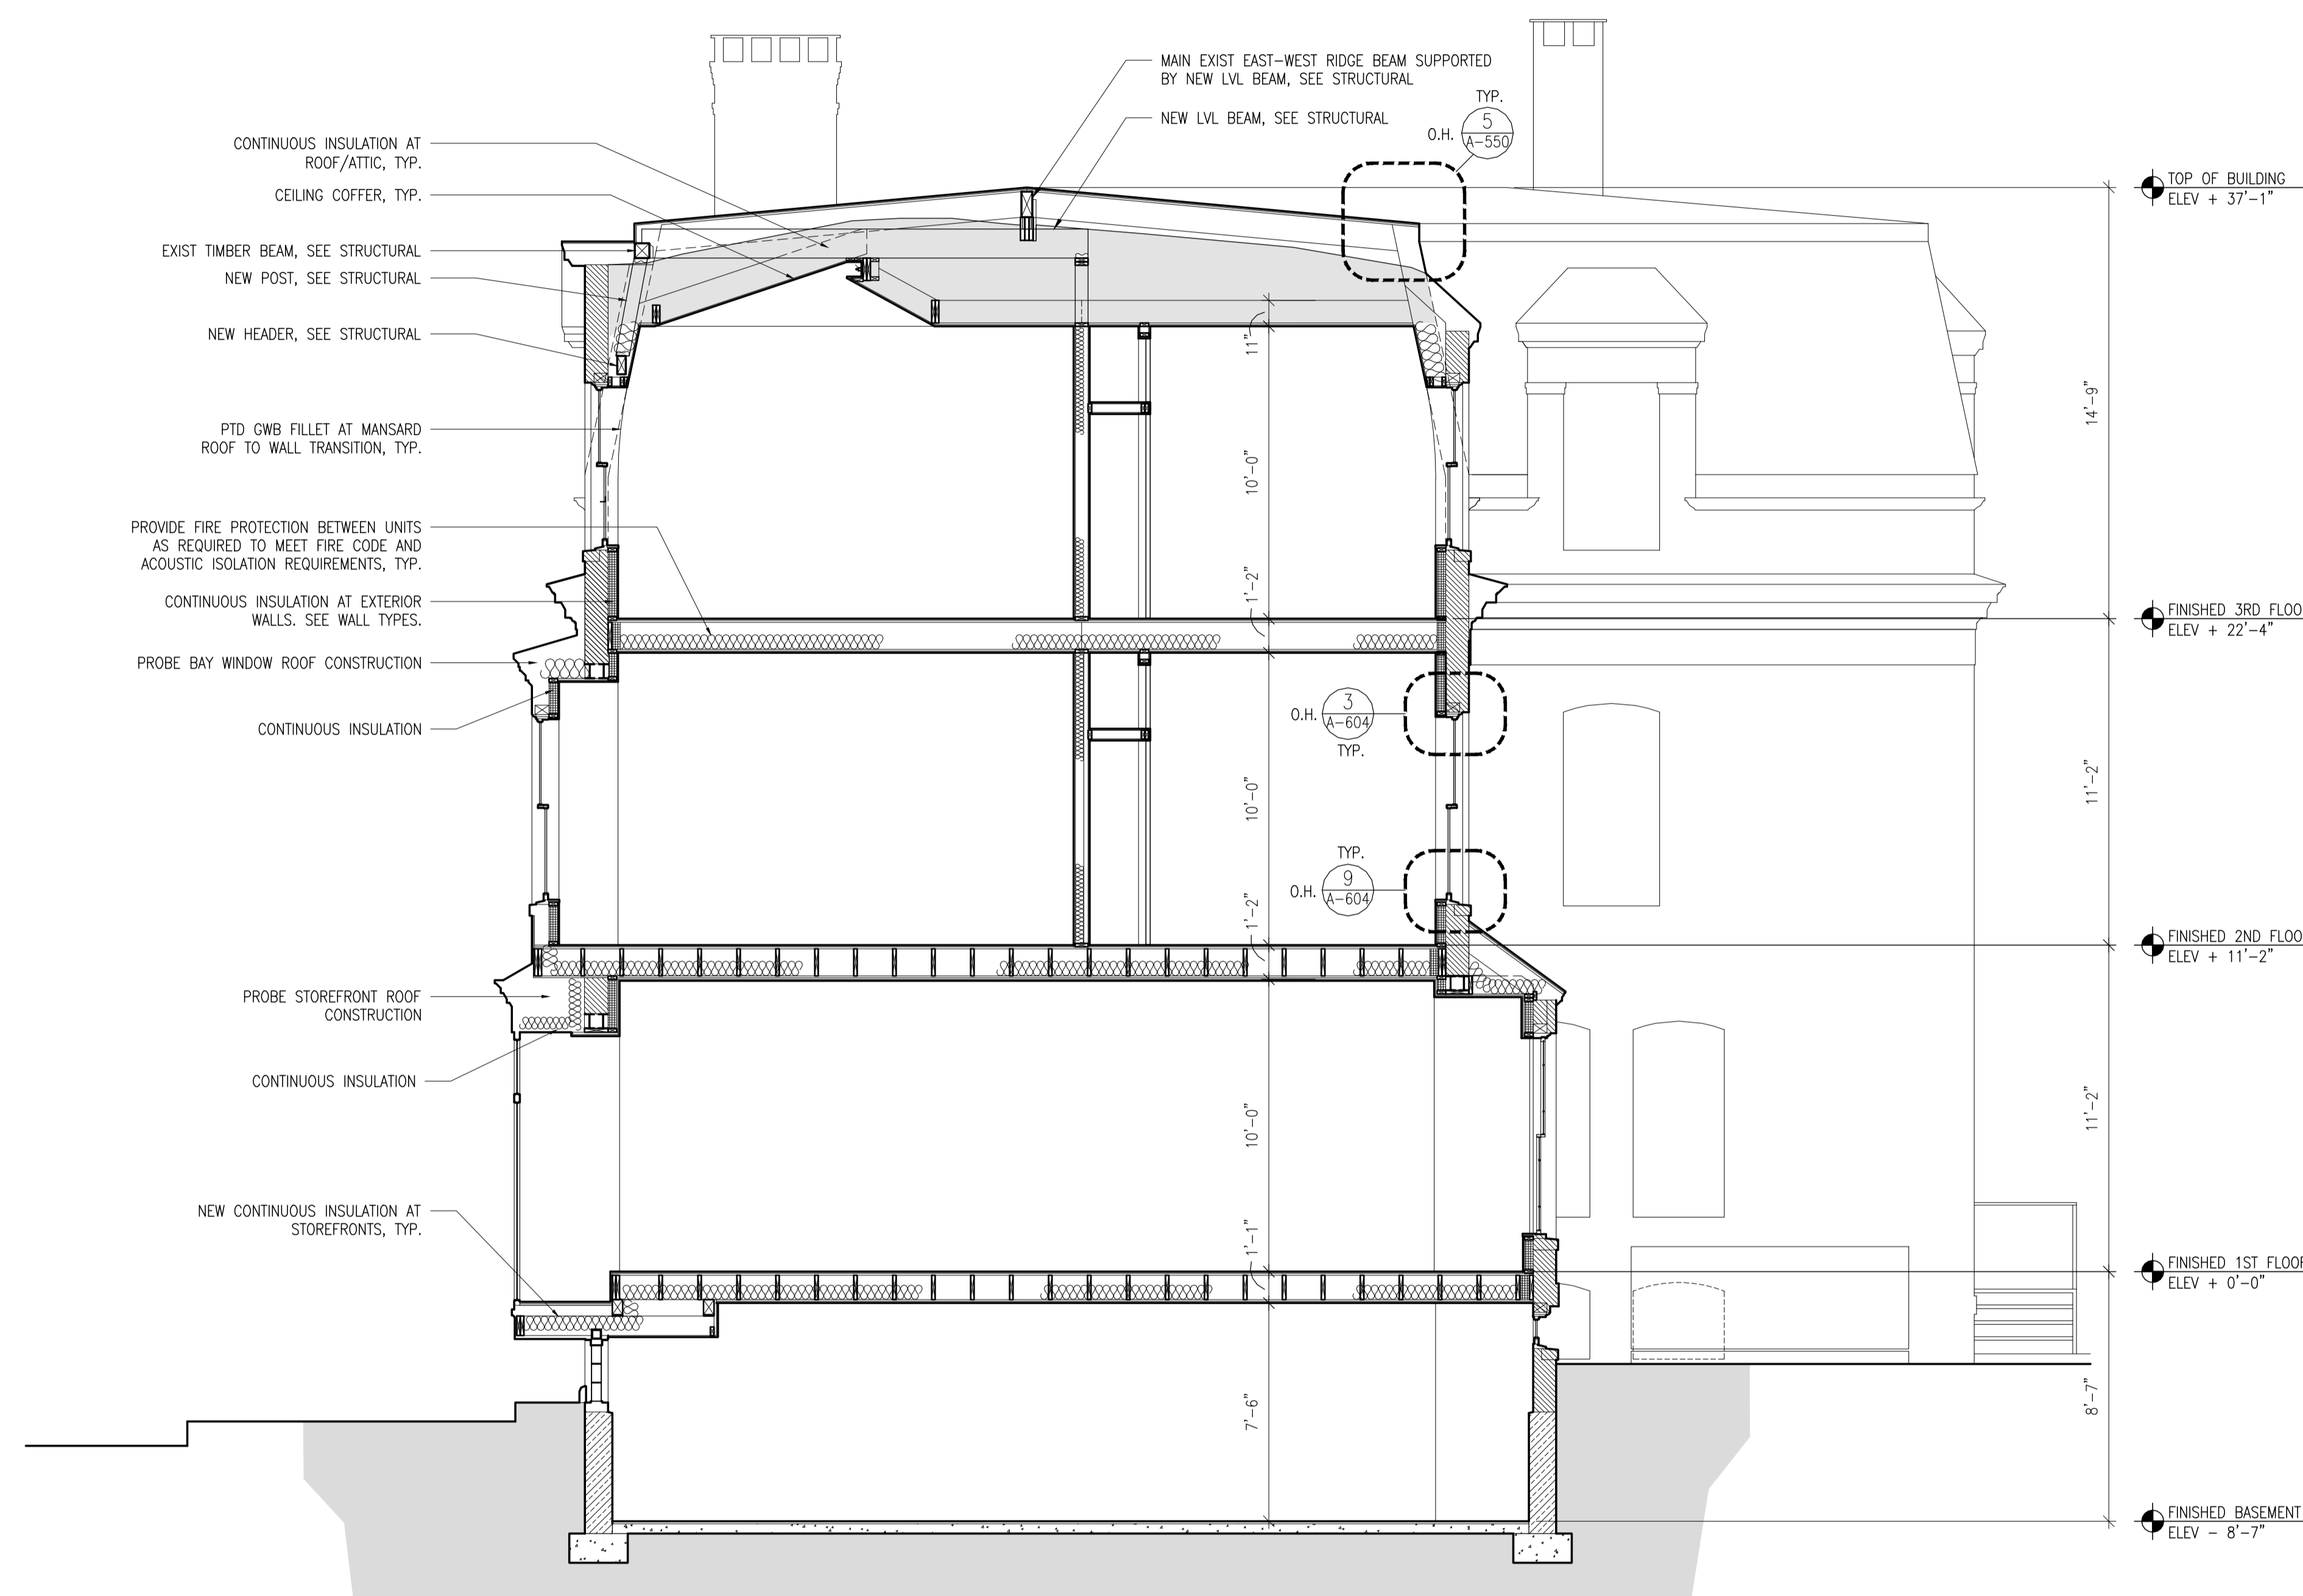 MAIN EXIST EAST-WEST RIDGE BEAM SUPPORTED
BY NEW LVL BEAM, SEE STRUCTURAL
NEW LVL BEAM, SEE STRUCTURAL
TYP.
O.H.
5
A-550
CONTINUOUS INSULATION AT
ROOF/ATTIC, TYP.
CEILING COFFER, TYP.
EXIST TIMBER BEAM, SEE STRUCTURAL
NEW POST, SEE STRUCTURAL
NEW HEADER, SEE STRUCTURAL
PTD GWB FILLET AT MANSARD
ROOF TO WALL TRANSITION, TYP.
PROVIDE FIRE PROTECTION BETWEEN UNITS
AS REQUIRED TO MEET FIRE CODE AND
ACOUSTIC ISOLATION REQUIREMENTS, TYP.
CONTINUOUS INSULATION AT EXTERIOR
WALLS. SEE WALL TYPES.
PROBE BAY WINDOW ROOF CONSTRUCTION
CONTINUOUS INSULATION
PROBE STOREFRONT ROOF
CONSTRUCTION
CONTINUOUS INSULATION
NEW CONTINUOUS INSULATION AT
STOREFRONTS, TYP.
11"
10'-0"
1'-2"
O.H.
3
A-604
TYP.
10'-0"
TYP.
O.H.
9
A-604
1'-2"
10'-0"
1'-1"
7'-6"
14'-9"
11'-2"
11'-2"
8'-7"
TOP OF BUILDING
ELEV + 37'-1"
FINISHED 3RD FLOO
ELEV + 22'-4"
FINISHED 2ND FLOO
ELEV + 11'-2"
FINISHED 1ST FLOOR
ELEV + 0'-0"
FINISHED BASEMENT
ELEV - 8'-7"